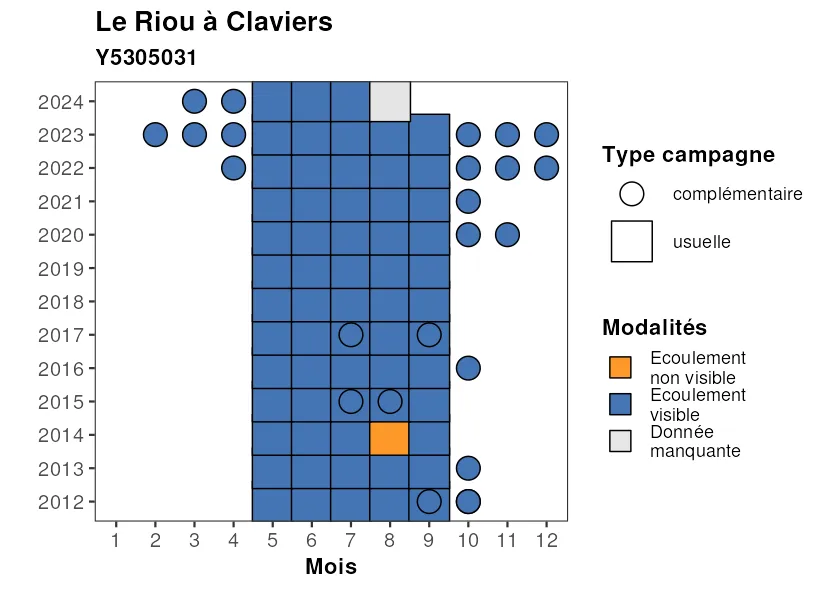 Le Riou à Claviers
Y5305031
2024
2023
2022
2021
2020
2019
2018
2017
2016
2015
2014
2013
2012
1 2 3 4 5 6 7 8 9 10 11 12
Mois
Type campagne
complémentaire
usuelle
Modalités
Ecoulement
non visible
Ecoulement
visible
Donnée
manquante